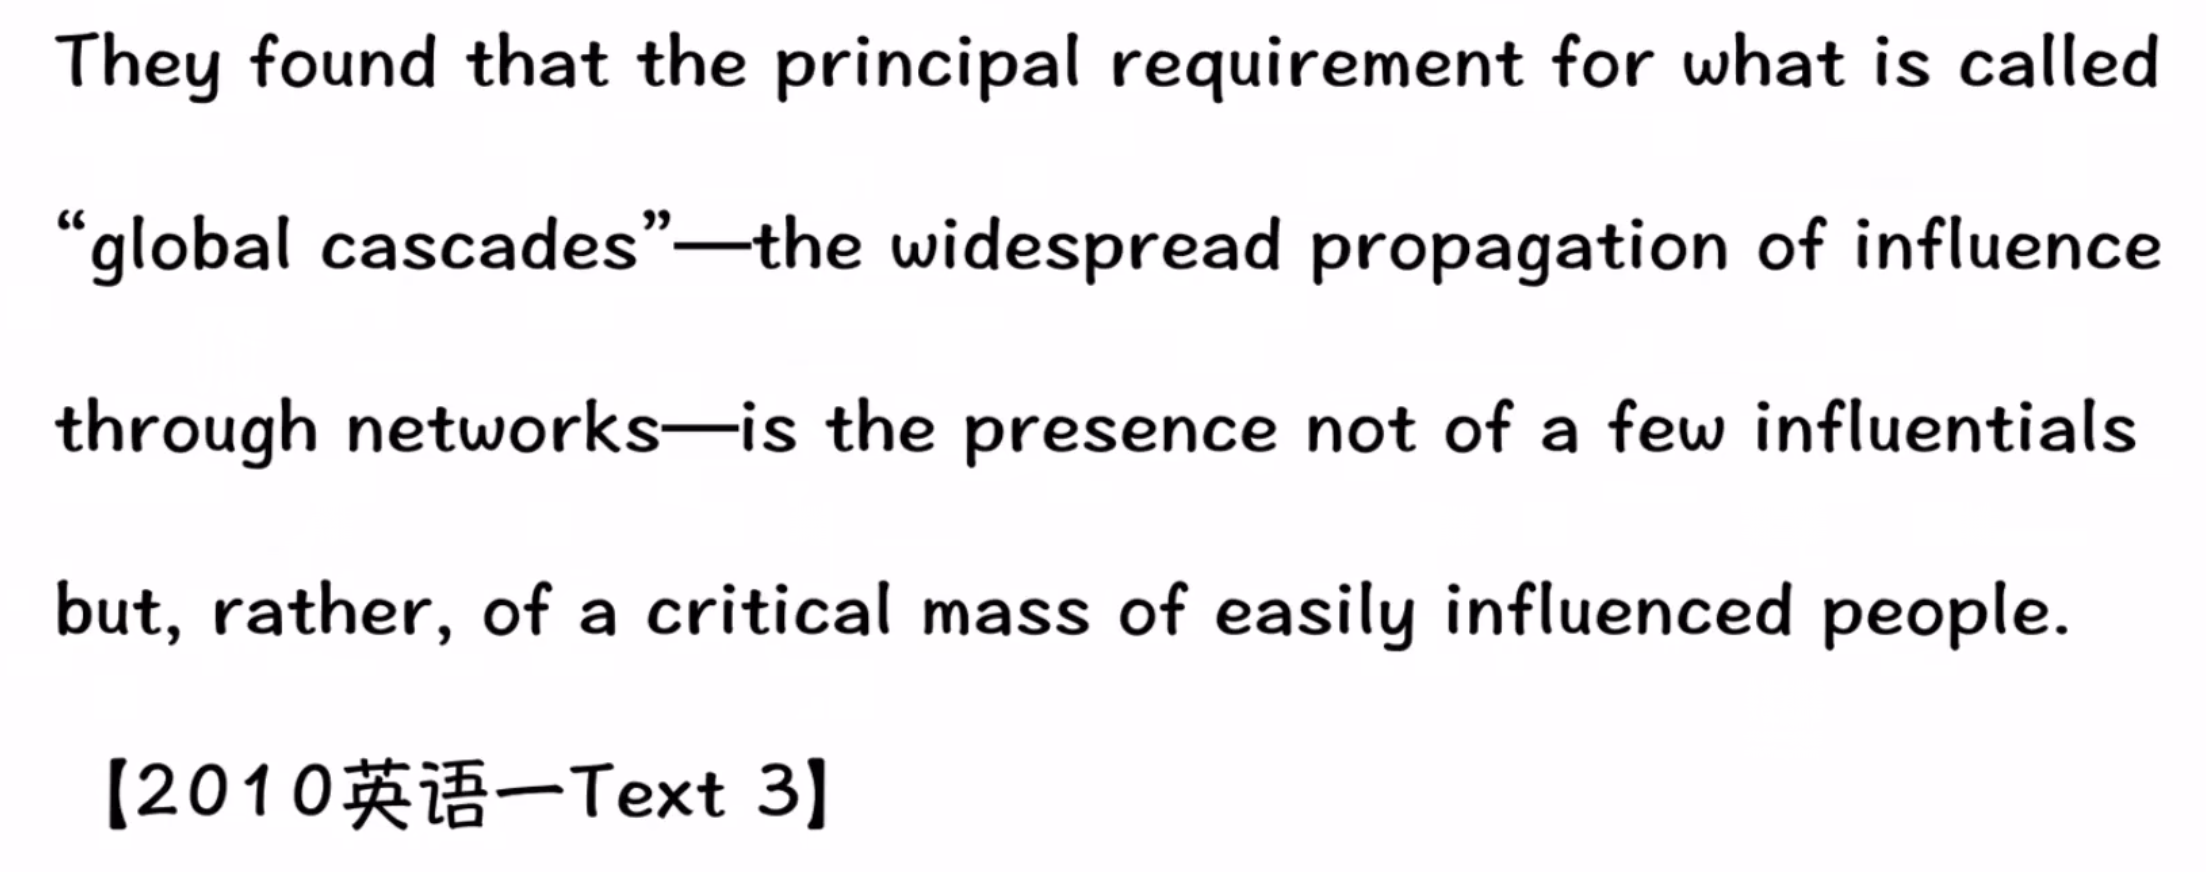 They found that the principal requirement for what is called
“global cascades”—the widespread propagation of influence
through networks—is the presence not of a few influentials
but, rather, of a critical mass of easily influenced people.
【2010英语一Text 3】